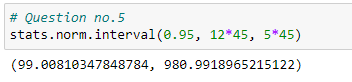 # Question no.5
stats.norm.interval(0.95, 12*45, 5*45)
(99.00810347848784, 980.9918965215122)